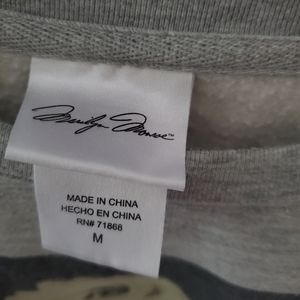 Marilyn Monroe™
MADE IN CHINA
HECHO EN CHINA
RN# 71868
M